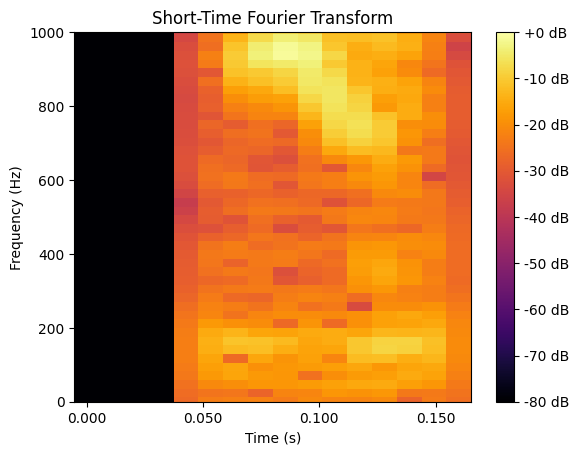 Short-Time Fourier Transform
Frequency (Hz)
1000
800
600
400
200
0
0.000
0.050
0.100
0.150
Time (s)
+0 dB
-10 dB
-20 dB
-30 dB
-40 dB
-50 dB
-60 dB
-70 dB
-80 dB